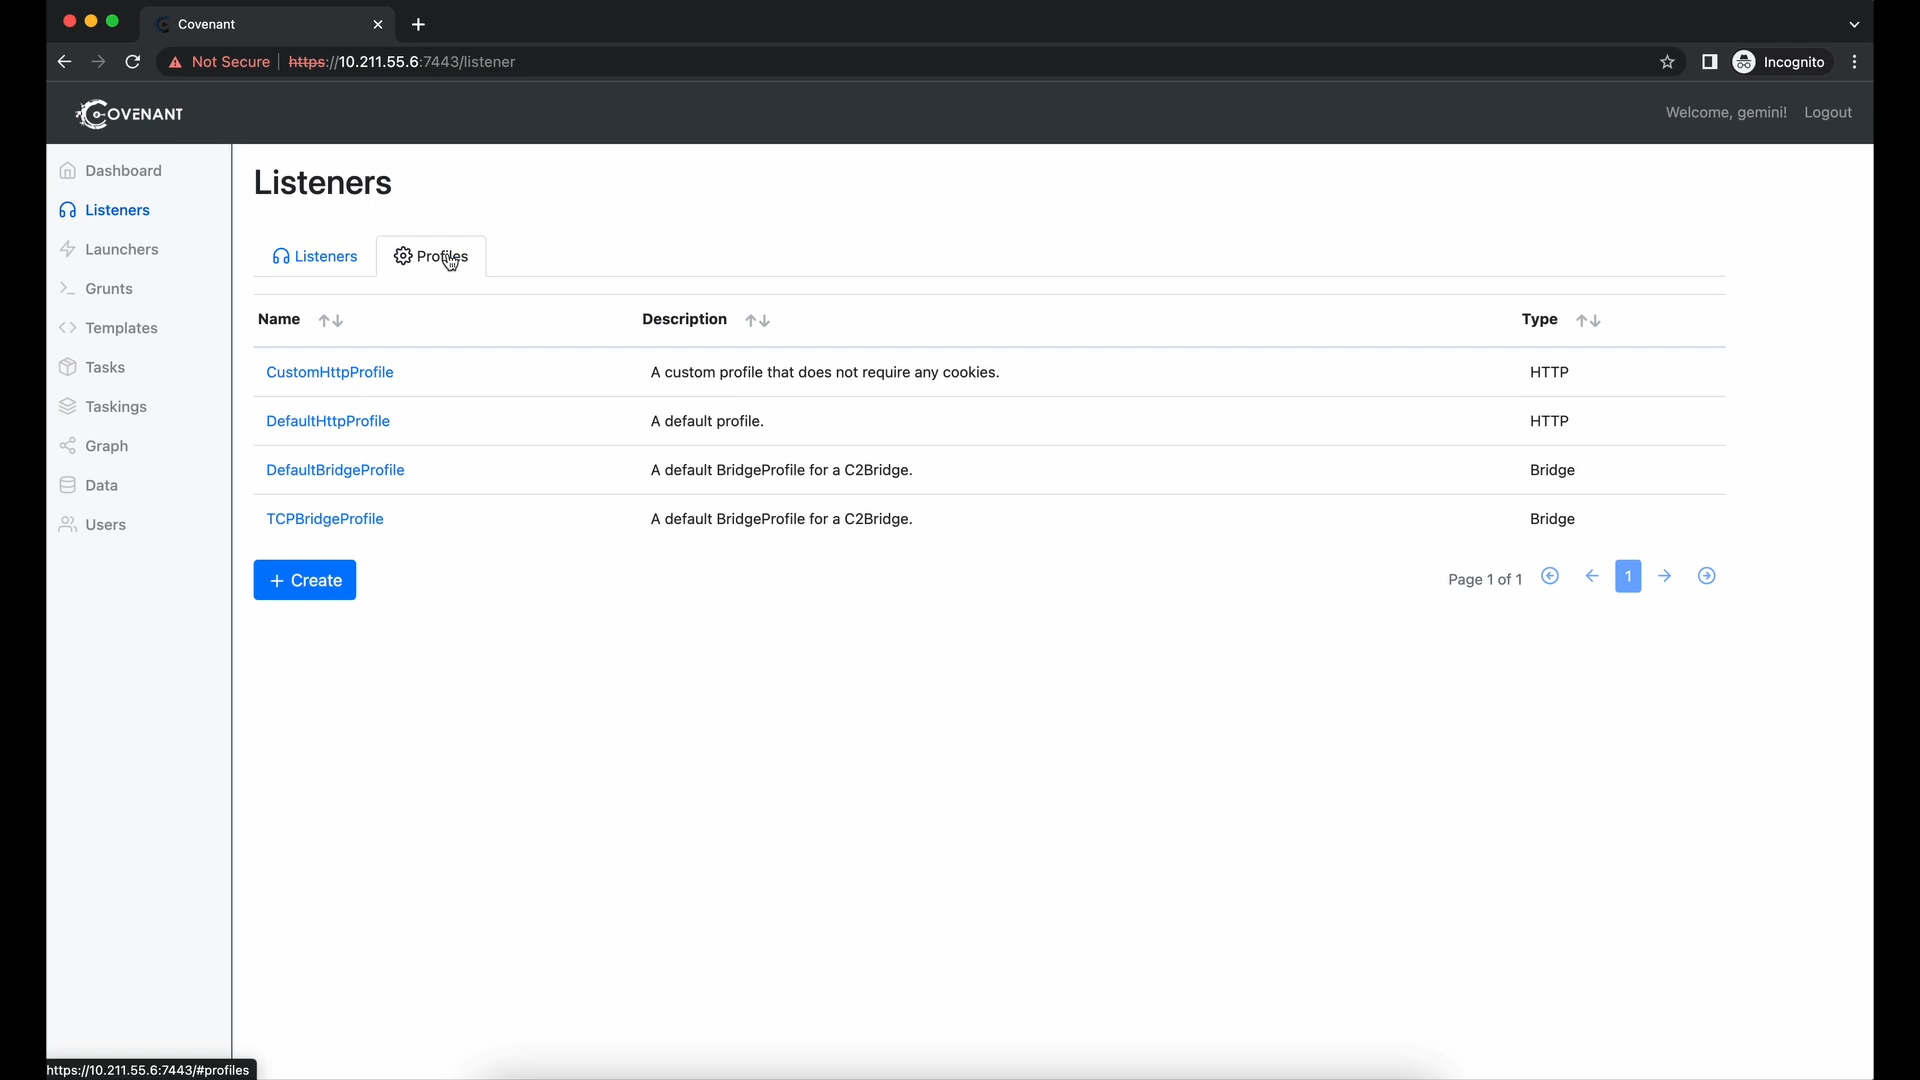 Covenant
Not Secure https://10.211.55.6:7443/listener Incognito
COVENANT Welcome, gemini! Logout
Dashboard
Listeners
Launchers
Grunts
Templates
Tasks
Taskings
Graph
Data
Users
Listeners
Listeners Profiles
Name Description Type
CustomHttpProfile A custom profile that does not require any cookies. HTTP
DefaultHttpProfile A default profile. HTTP
DefaultBridgeProfile A default BridgeProfile for a C2Bridge. Bridge
TCPBridgeProfile A default BridgeProfile for a C2Bridge. Bridge
+ Create Page 1 of 1 1
https://10.211.55.6:7443/#profiles